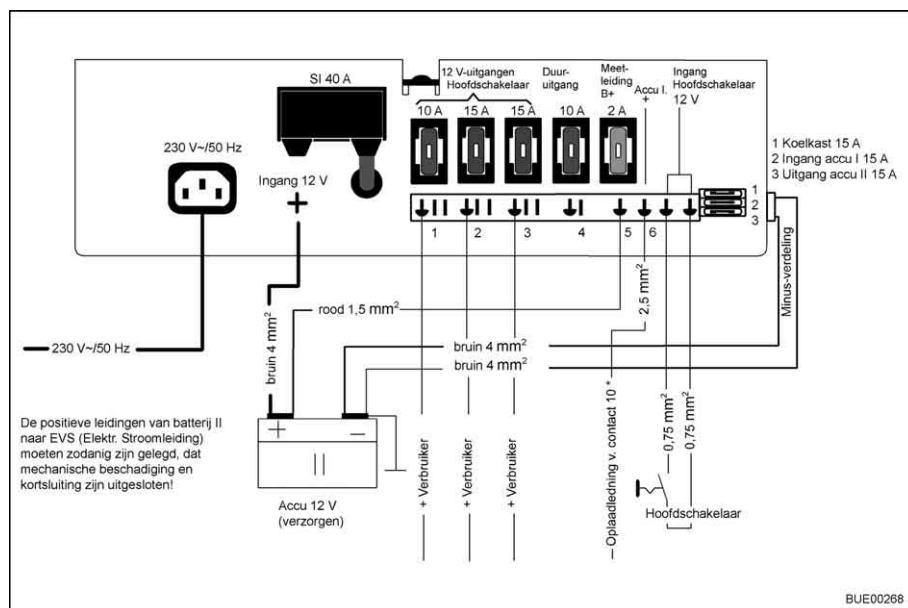 SI 40 A
12 V-uitgangen
Hoofdschakelaar
Duur-
uitgang
Meet-
leiding
B+
Accu I.
+
Ingang
Hoofdschakelaar
12 V
10 A
15 A
15 A
10 A
2 A
230 V~/50 Hz
Ingang 12 V
+
1 Koelkast 15 A
2 Ingang accu I 15 A
3 Uitgang accu II 15 A
1
2
3
1
2
3
4
5
6
Minus-verdeling
rood 1,5 mm²
2,5 mm²
230 V~/50 Hz
bruin 4 mm²
bruin 4 mm²
bruin 4 mm²
0,75 mm²
0,75 mm²
De positieve leidingen van batterij II
naar EVS (Elektr. Stroomleiding)
moeten zodanig zijn gelegd, dat
mechanische beschadiging en
kortsluiting zijn uitgesloten!
+
–
II
Accu 12 V
(verzorgen)
+ Verbruiker
+ Verbruiker
+ Verbruiker
Oplaadledning v. contact 10 *
Hoofdschakelaar
BUE00268